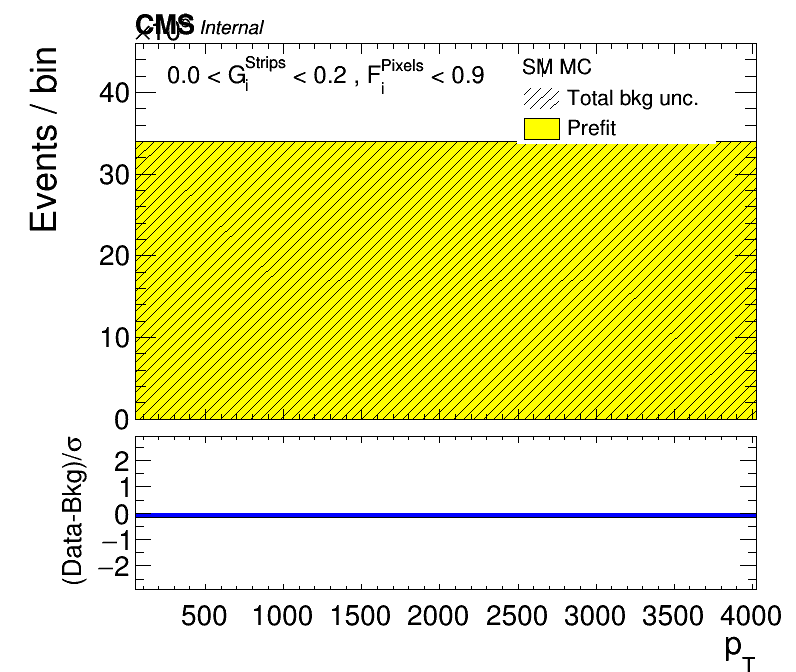 CMS Internal
Events / bin
0.0 < G_i^Strips < 0.2 , F_i^Pixels < 0.9
SM MC
Total bkg unc.
Prefit
40
30
20
10
0
(Data-Bkg)/σ
2
1
0
−1
−2
500 1000 1500 2000 2500 3000 3500 4000
p_T